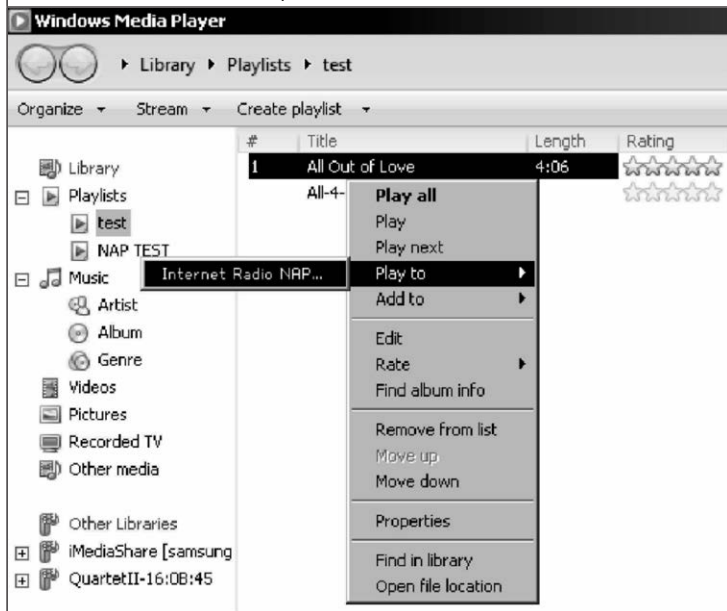 Windows Media Player
Library Playlists test
Organize Stream Create playlist
# Title Length Rating
1 All Out of Love 4:06
All-4-
Library
Playlists
test
NAP TEST
Music
Artist
Album
Genre
Videos
Pictures
Recorded TV
Other media
Other Libraries
iMediaShare [samsung
QuartetII-16:0B:45
Internet Radio NAP...
Play all
Play
Play next
Play to
Add to
Edit
Rate
Find album info
Remove from list
Move up
Move down
Properties
Find in library
Open file location